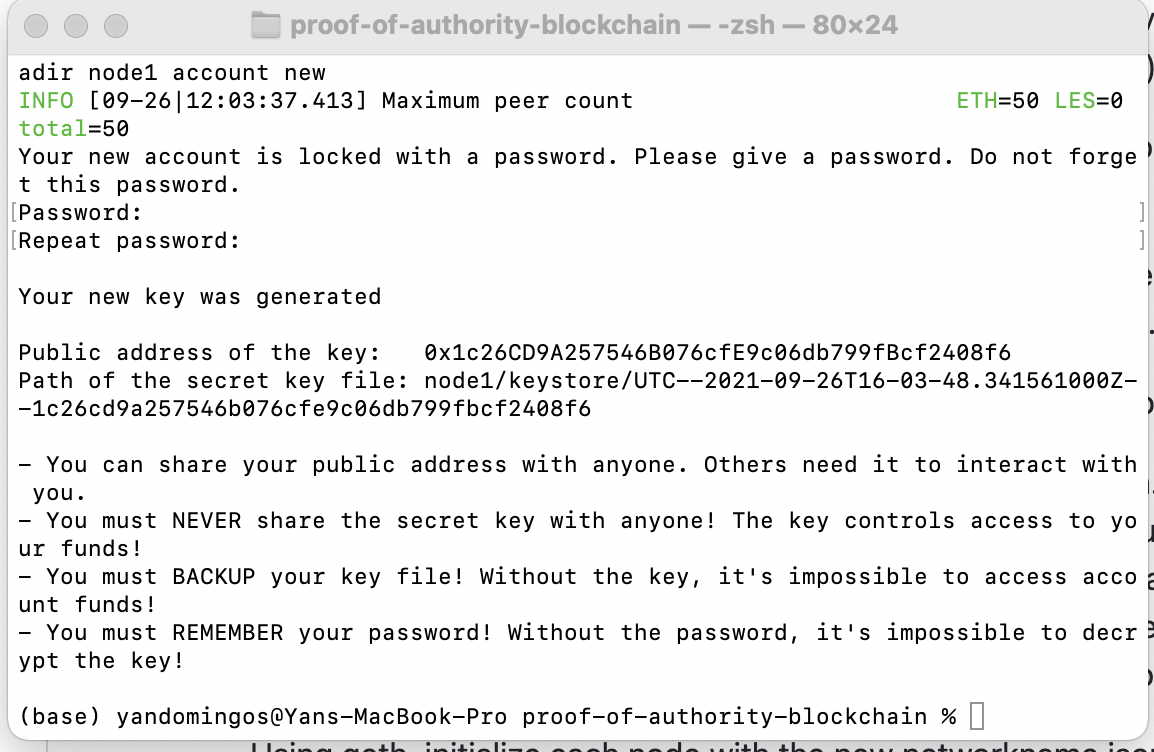 proof-of-authority-blockchain — -zsh — 80×24
adir node1 account new
INFO [09-26|12:03:37.413] Maximum peer count                       ETH=50 LES=0
total=50
Your new account is locked with a password. Please give a password. Do not forge
t this password.
[Password:                                                                      ]
[Repeat password:                                                               ]
Your new key was generated
Public address of the key:   0x1c26CD9A257546B076cfE9c06db799fBcf2408f6
Path of the secret key file: node1/keystore/UTC--2021-09-26T16-03-48.341561000Z-
-1c26cd9a257546b076cfe9c06db799fbcf2408f6
- You can share your public address with anyone. Others need it to interact with
 you.
- You must NEVER share the secret key with anyone! The key controls access to yo
ur funds!
- You must BACKUP your key file! Without the key, it's impossible to access acco
unt funds!
- You must REMEMBER your password! Without the password, it's impossible to decr
ypt the key!
(base) yandomingos@Yans-MacBook-Pro proof-of-authority-blockchain %
Using geth, initialize each node with the new networkname